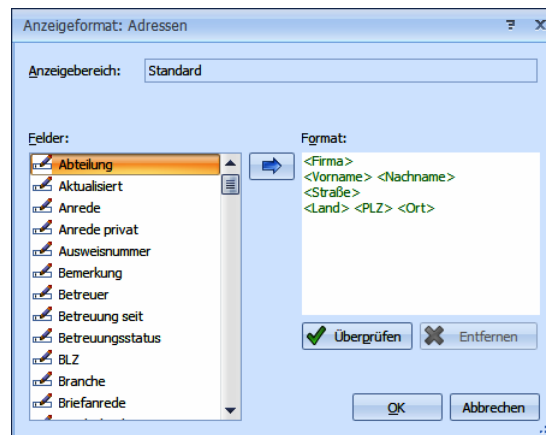 Anzeigeformat: Adressen
Anzeigebereich: Standard
Felder:
Format:
Abteilung
Aktualisiert
Anrede
Anrede privat
Ausweisnummer
Bemerkung
Betreuer
Betreuung seit
Betreuungsstatus
BLZ
Branche
Briefanrede
<Firma>
<Vorname> <Nachname>
<Straße>
<Land> <PLZ> <Ort>
Überprüfen
Entfernen
OK
Abbrechen